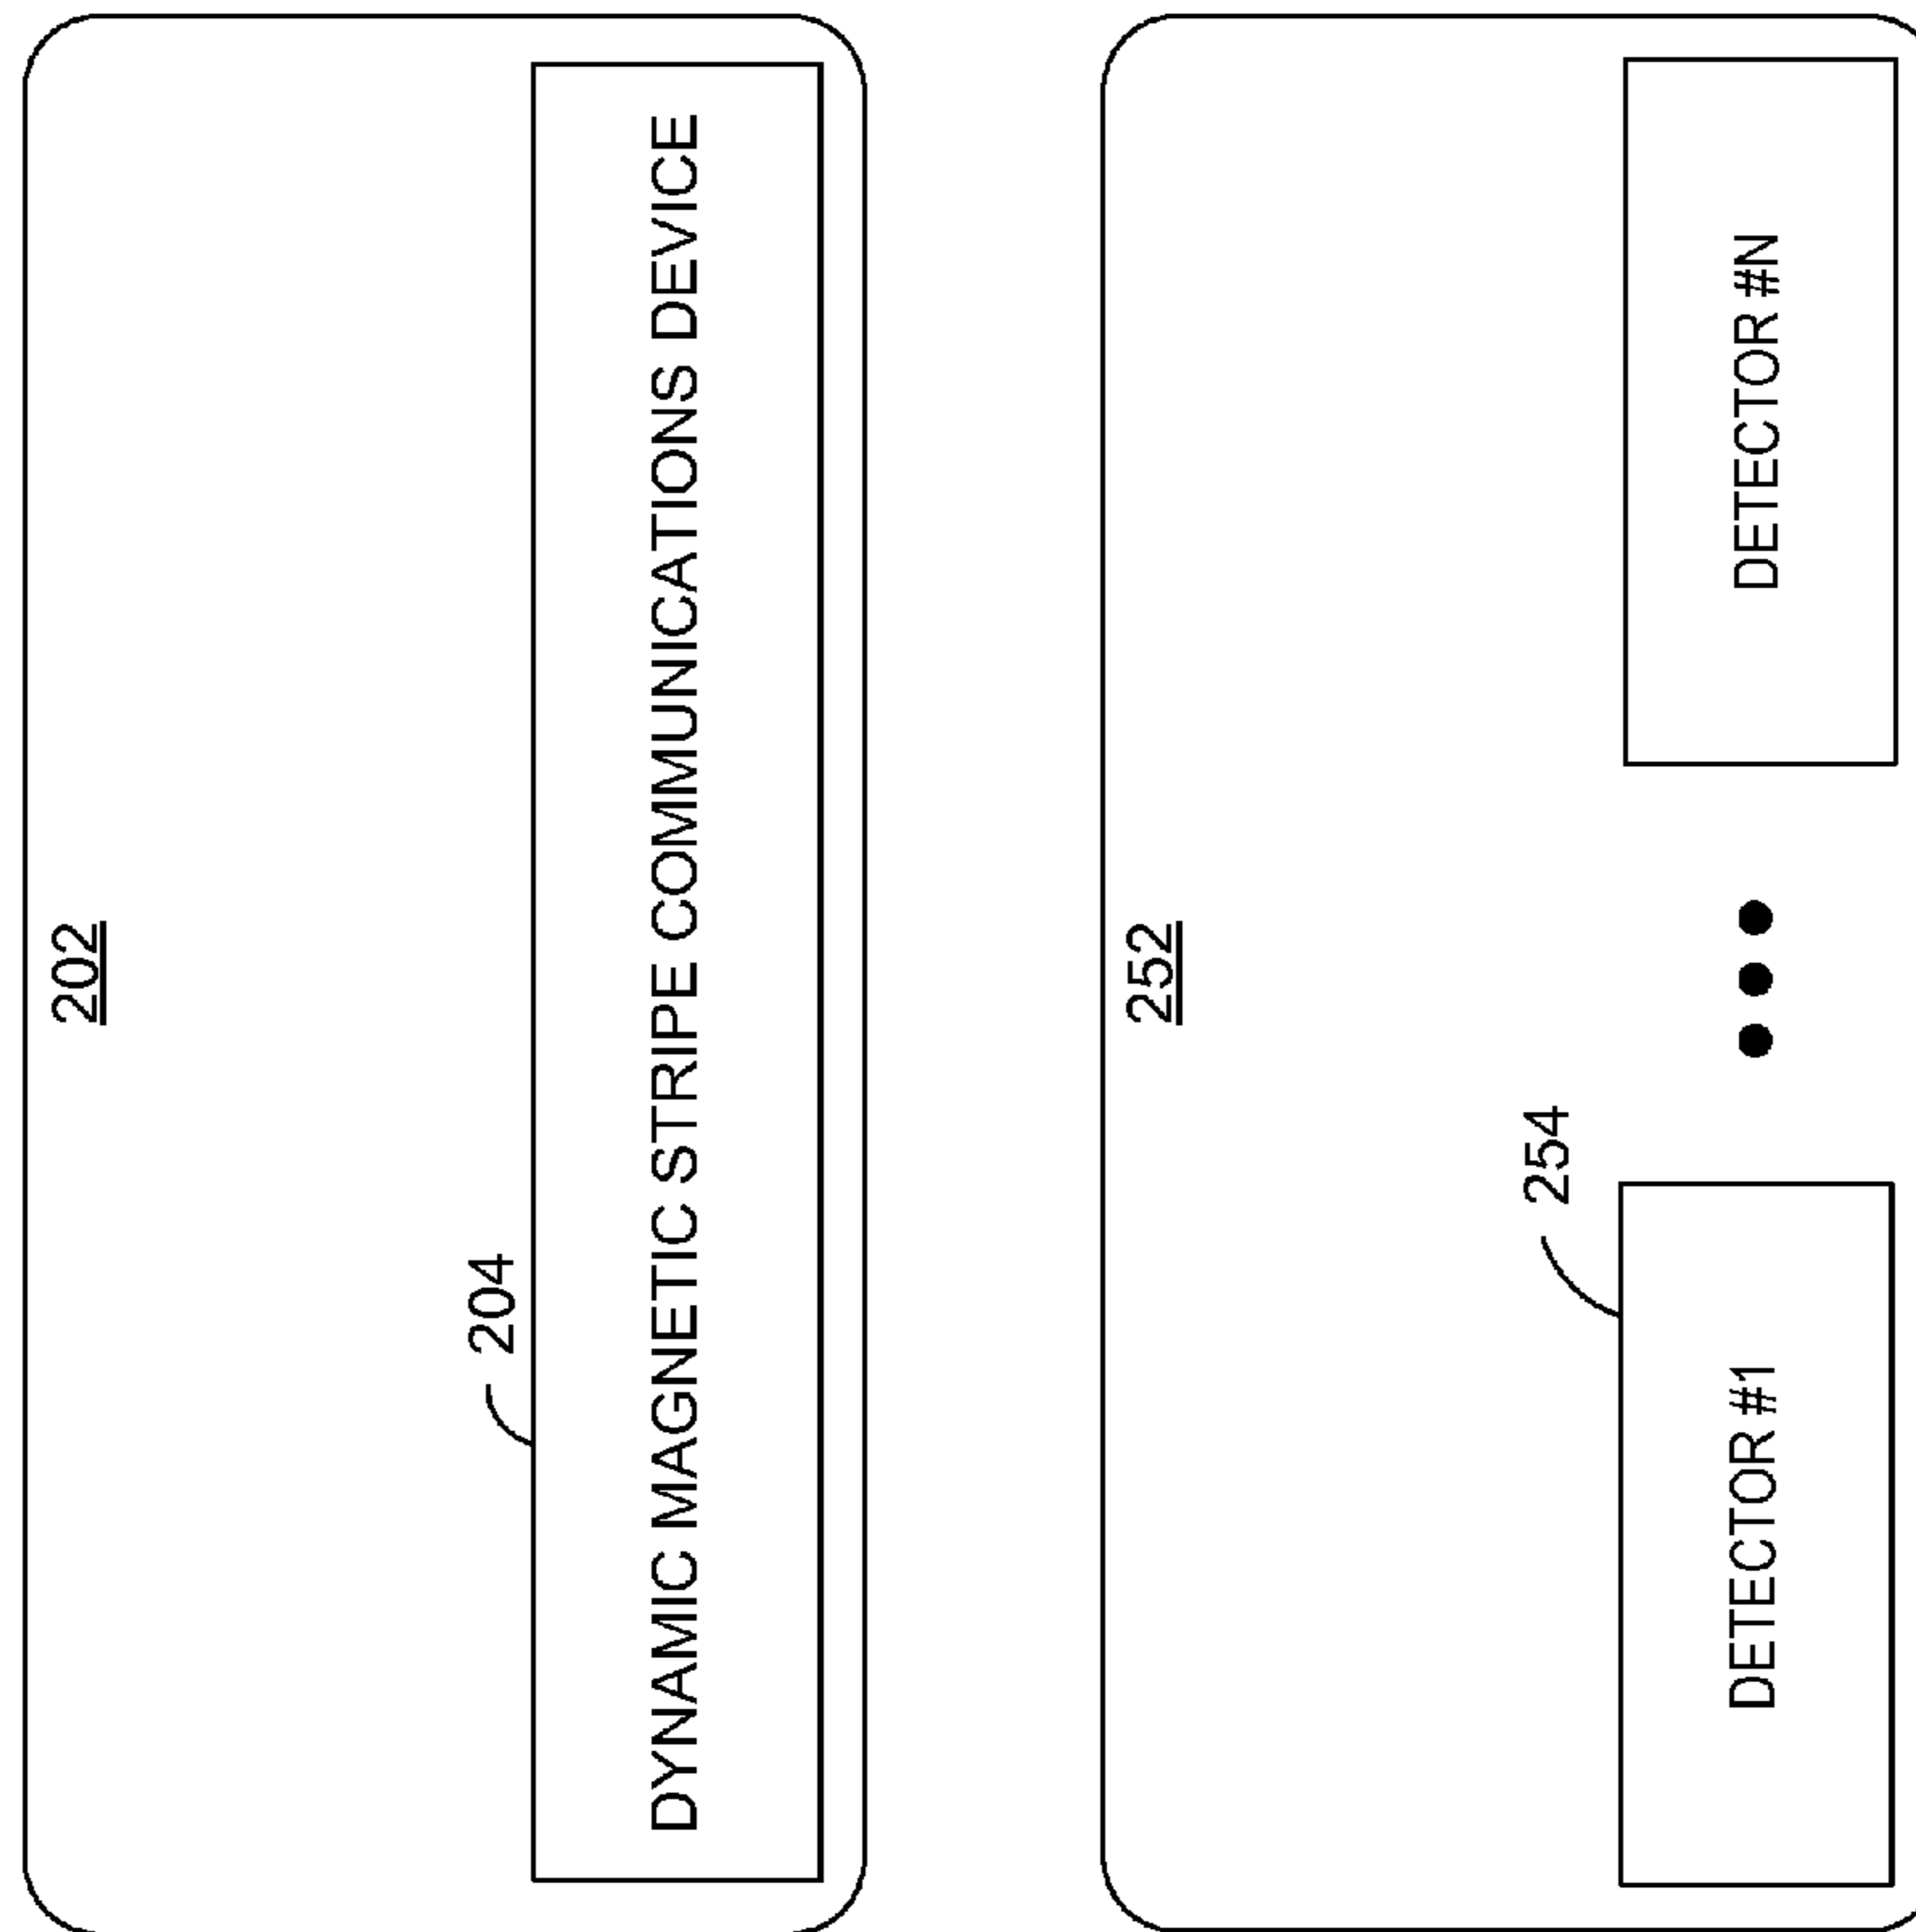 202
204
DYNAMIC MAGNETIC STRIPE COMMUNICATIONS DEVICE
252
254
DETECTOR #1
DETECTOR #N